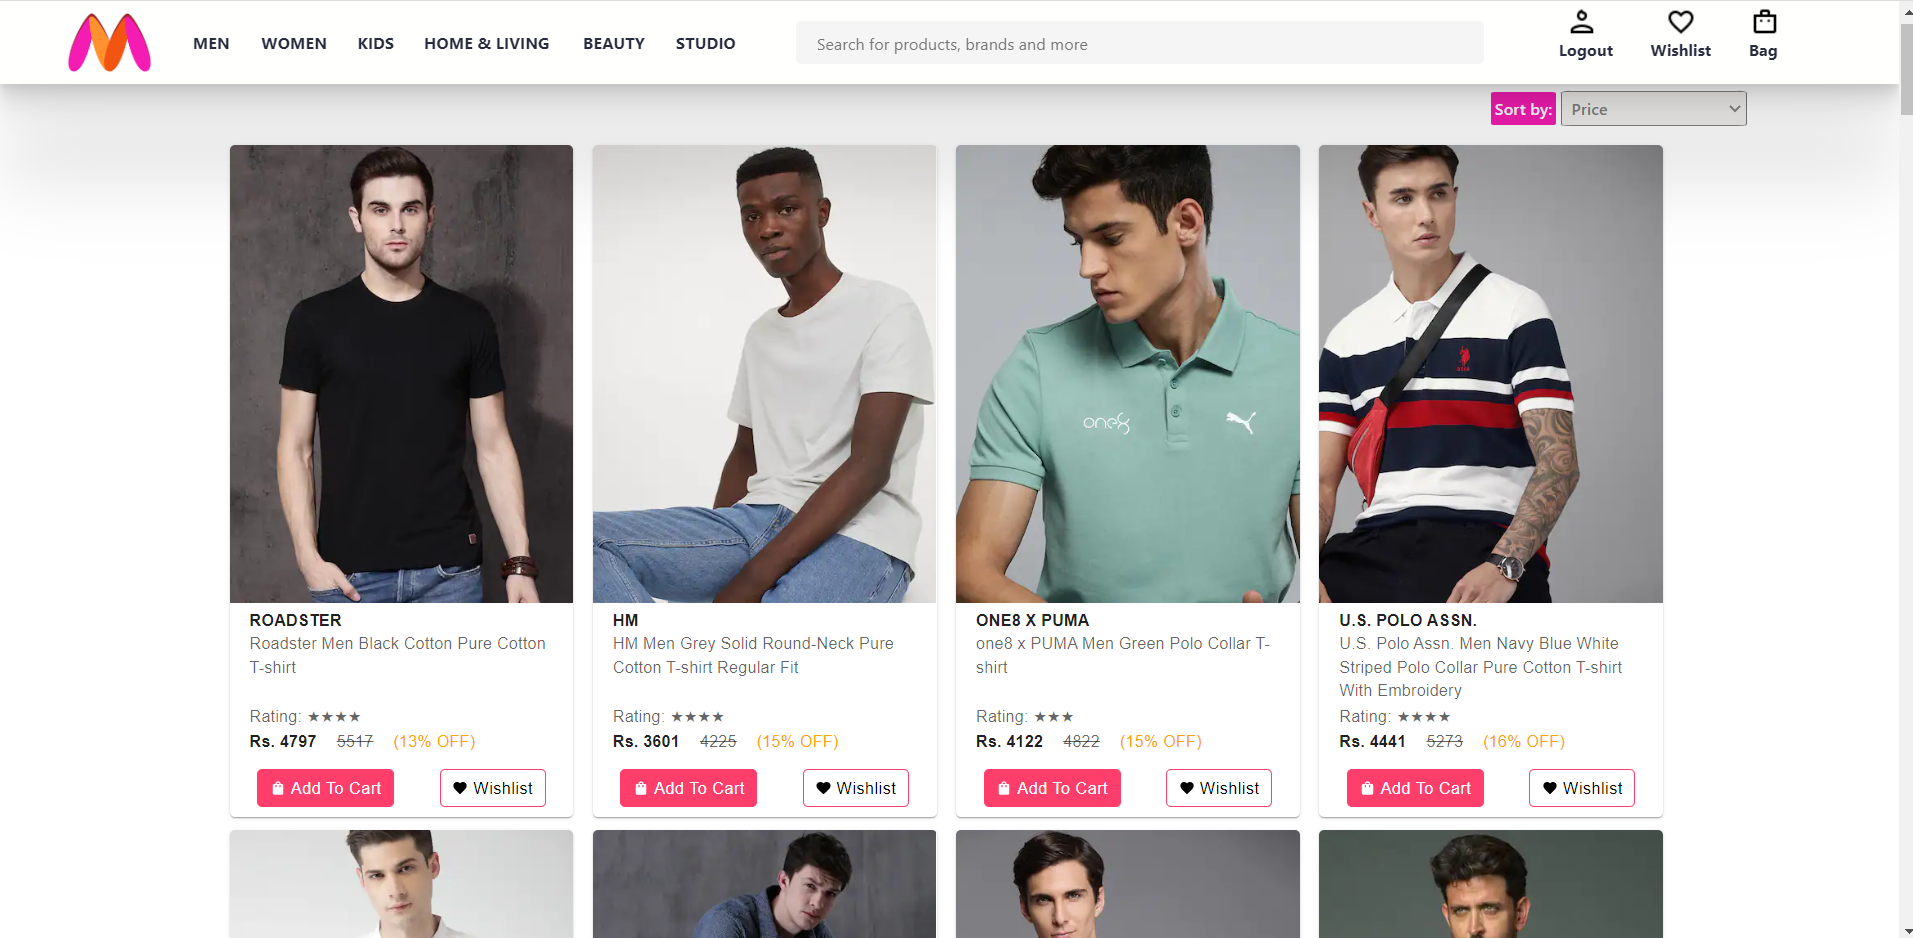 MEN WOMEN KIDS HOME & LIVING BEAUTY STUDIO Search for products, brands and more Logout Wishlist Bag
Sort by: Price
one8
ROADSTER
Roadster Men Black Cotton Pure Cotton
T-shirt
Rating: ★★★★
Rs. 4797 5517 (13% OFF)
Add To Cart Wishlist
HM
HM Men Grey Solid Round-Neck Pure
Cotton T-shirt Regular Fit
Rating: ★★★★
Rs. 3601 4225 (15% OFF)
Add To Cart Wishlist
ONE8 X PUMA
one8 x PUMA Men Green Polo Collar T-
shirt
Rating: ★★★
Rs. 4122 4822 (15% OFF)
Add To Cart Wishlist
U.S. POLO ASSN.
U.S. Polo Assn. Men Navy Blue White
Striped Polo Collar Pure Cotton T-shirt
With Embroidery
Rating: ★★★★
Rs. 4441 5273 (16% OFF)
Add To Cart Wishlist